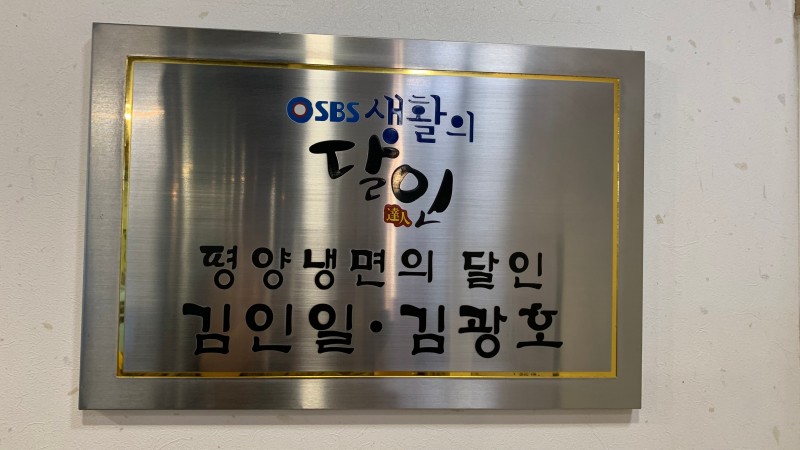 SBS 생활의
달인
達人
평양냉면의 달인
김인일·김광호